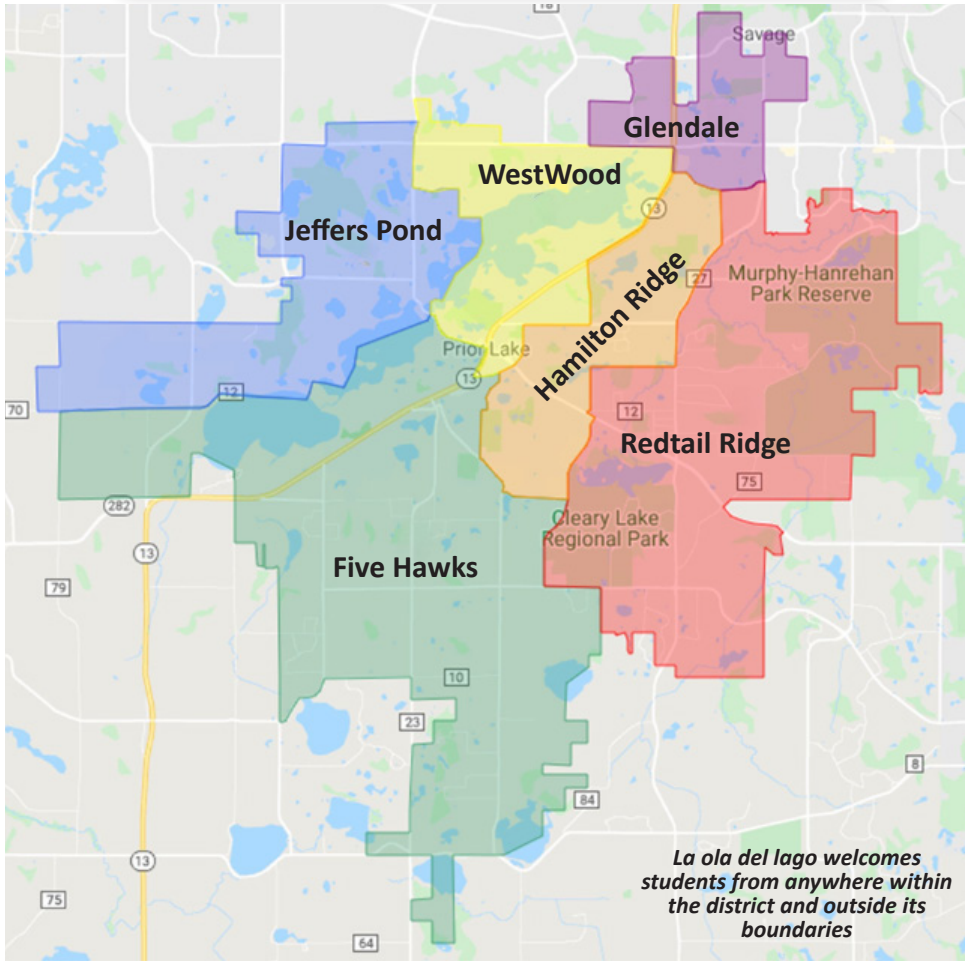 18
Savage
Glendale
WestWood
13
Jeffers Pond
Murphy-Hanrehan
Park Reserve
27
Hamilton Ridge
Prior Lake
13
12
70
12
Redtail Ridge
75
282
Cleary Lake
Regional Park
13
Five Hawks
79
10
23
8
84
13
La ola del lago welcomes
students from anywhere within
the district and outside its
boundaries
75
64